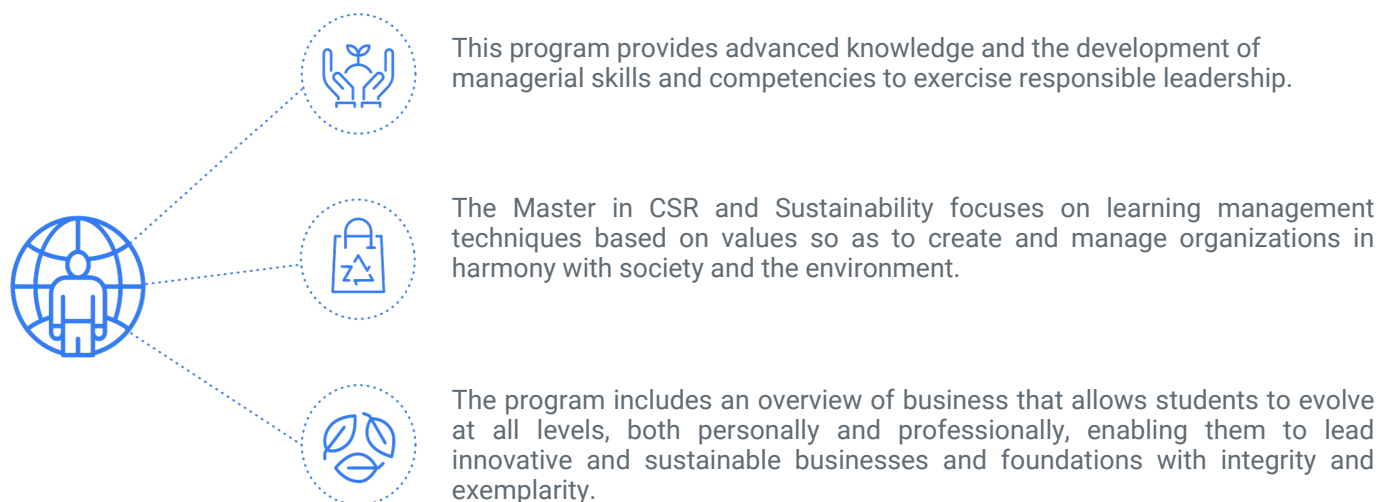 This program provides advanced knowledge and the development of
managerial skills and competencies to exercise responsible leadership.
The Master in CSR and Sustainability focuses on learning management
techniques based on values so as to create and manage organizations in
harmony with society and the environment.
The program includes an overview of business that allows students to evolve
at all levels, both personally and professionally, enabling them to lead
innovative and sustainable businesses and foundations with integrity and
exemplarity.